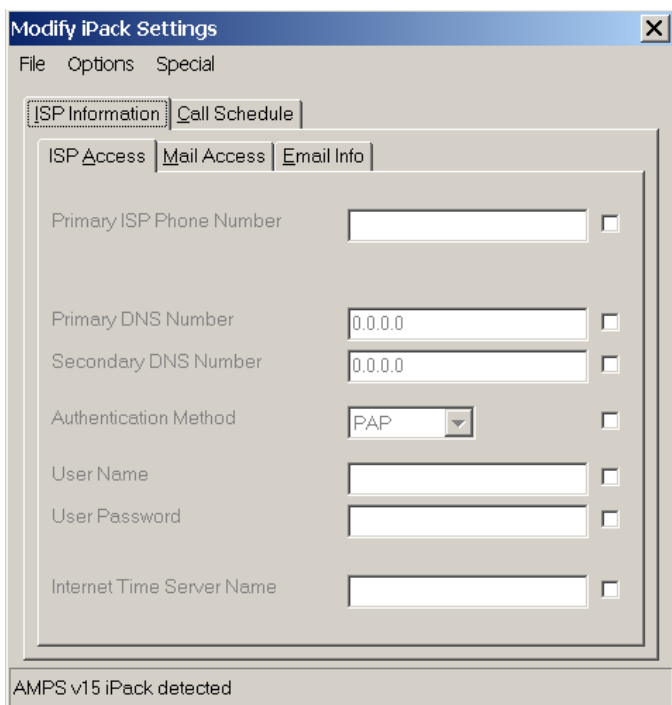 Modify iPack Settings
File Options Special
ISP Information Call Schedule
ISP Access Mail Access Email Info
Primary ISP Phone Number
Primary DNS Number 0.0.0.0
Secondary DNS Number 0.0.0.0
Authentication Method PAP
User Name
User Password
Internet Time Server Name
AMPS v15 iPack detected